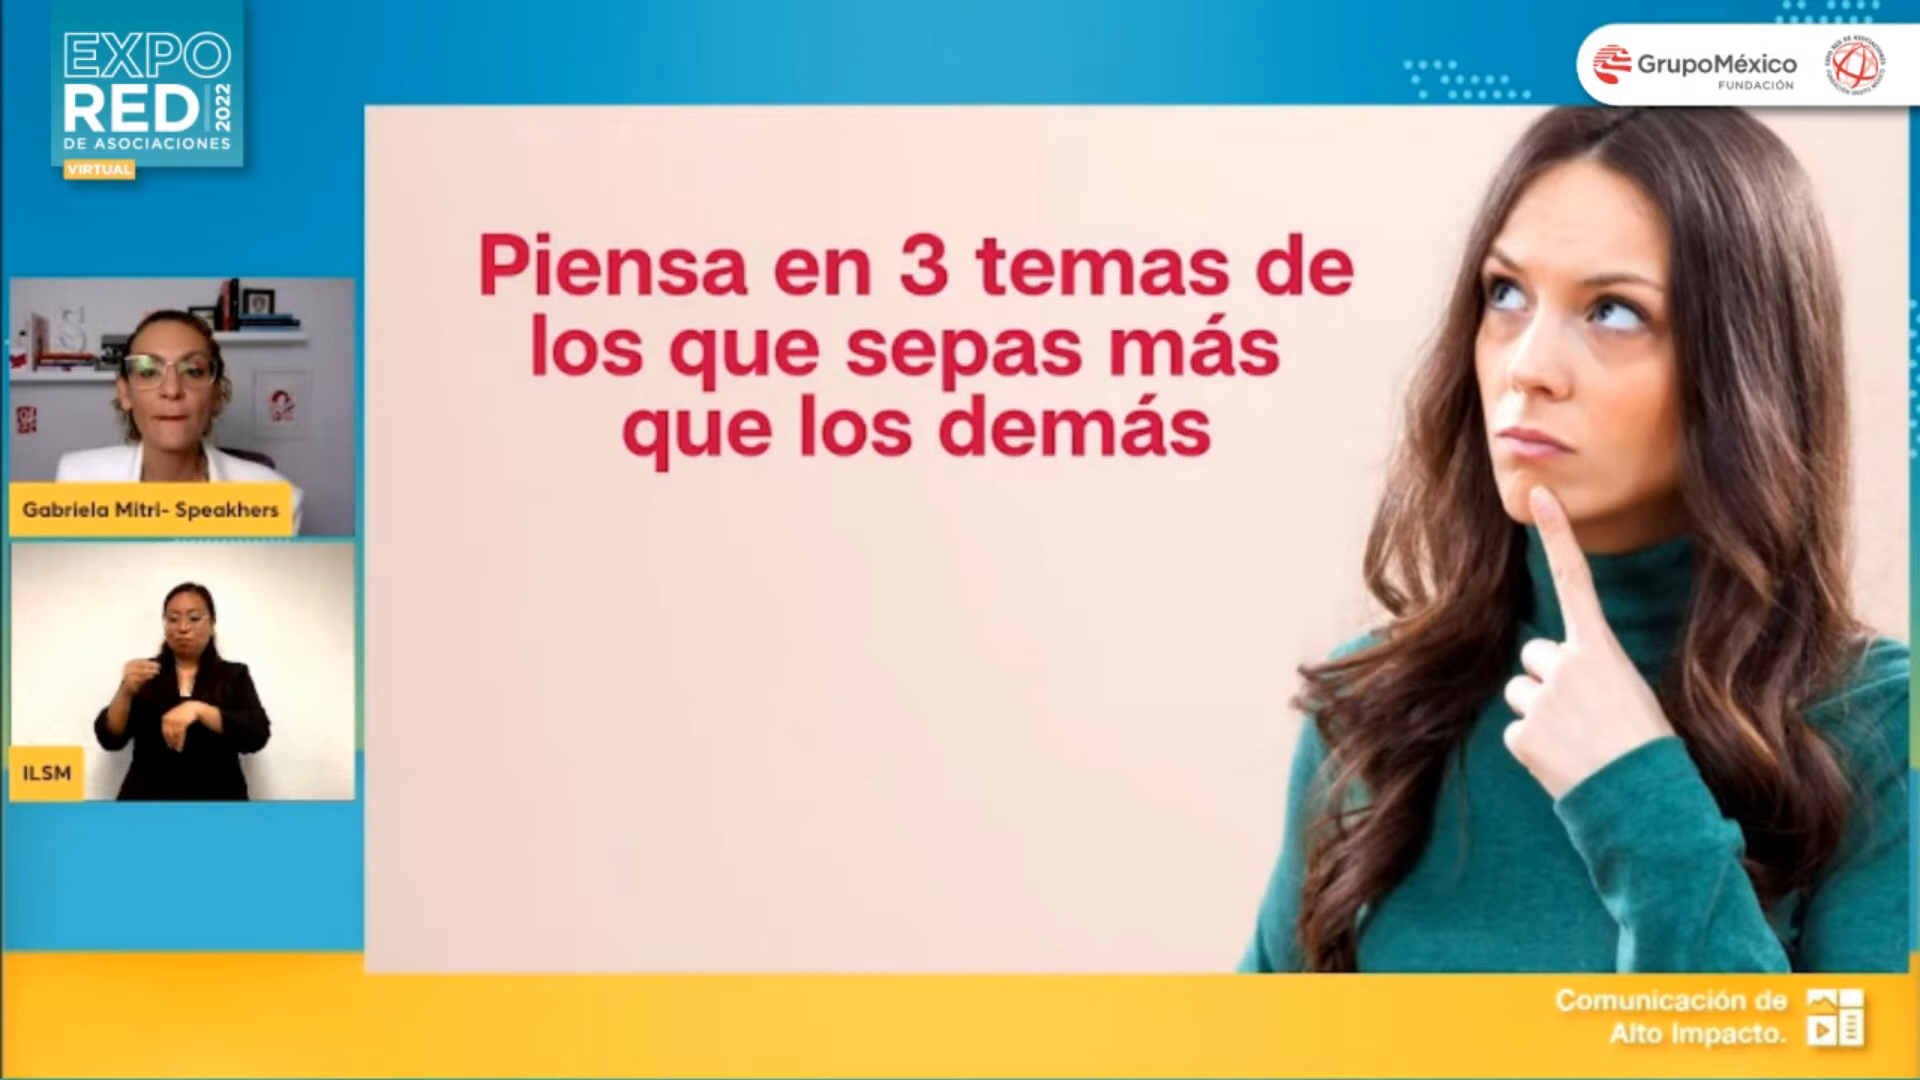 EXPO
RED 2022
DE ASOCIACIONES
VIRTUAL
GrupoMéxico
FUNDACIÓN
Piensa en 3 temas de
los que sepas más
que los demás
Gabriela Mitri- Speakhers
ILSM
Comunicación de
Alto Impacto.